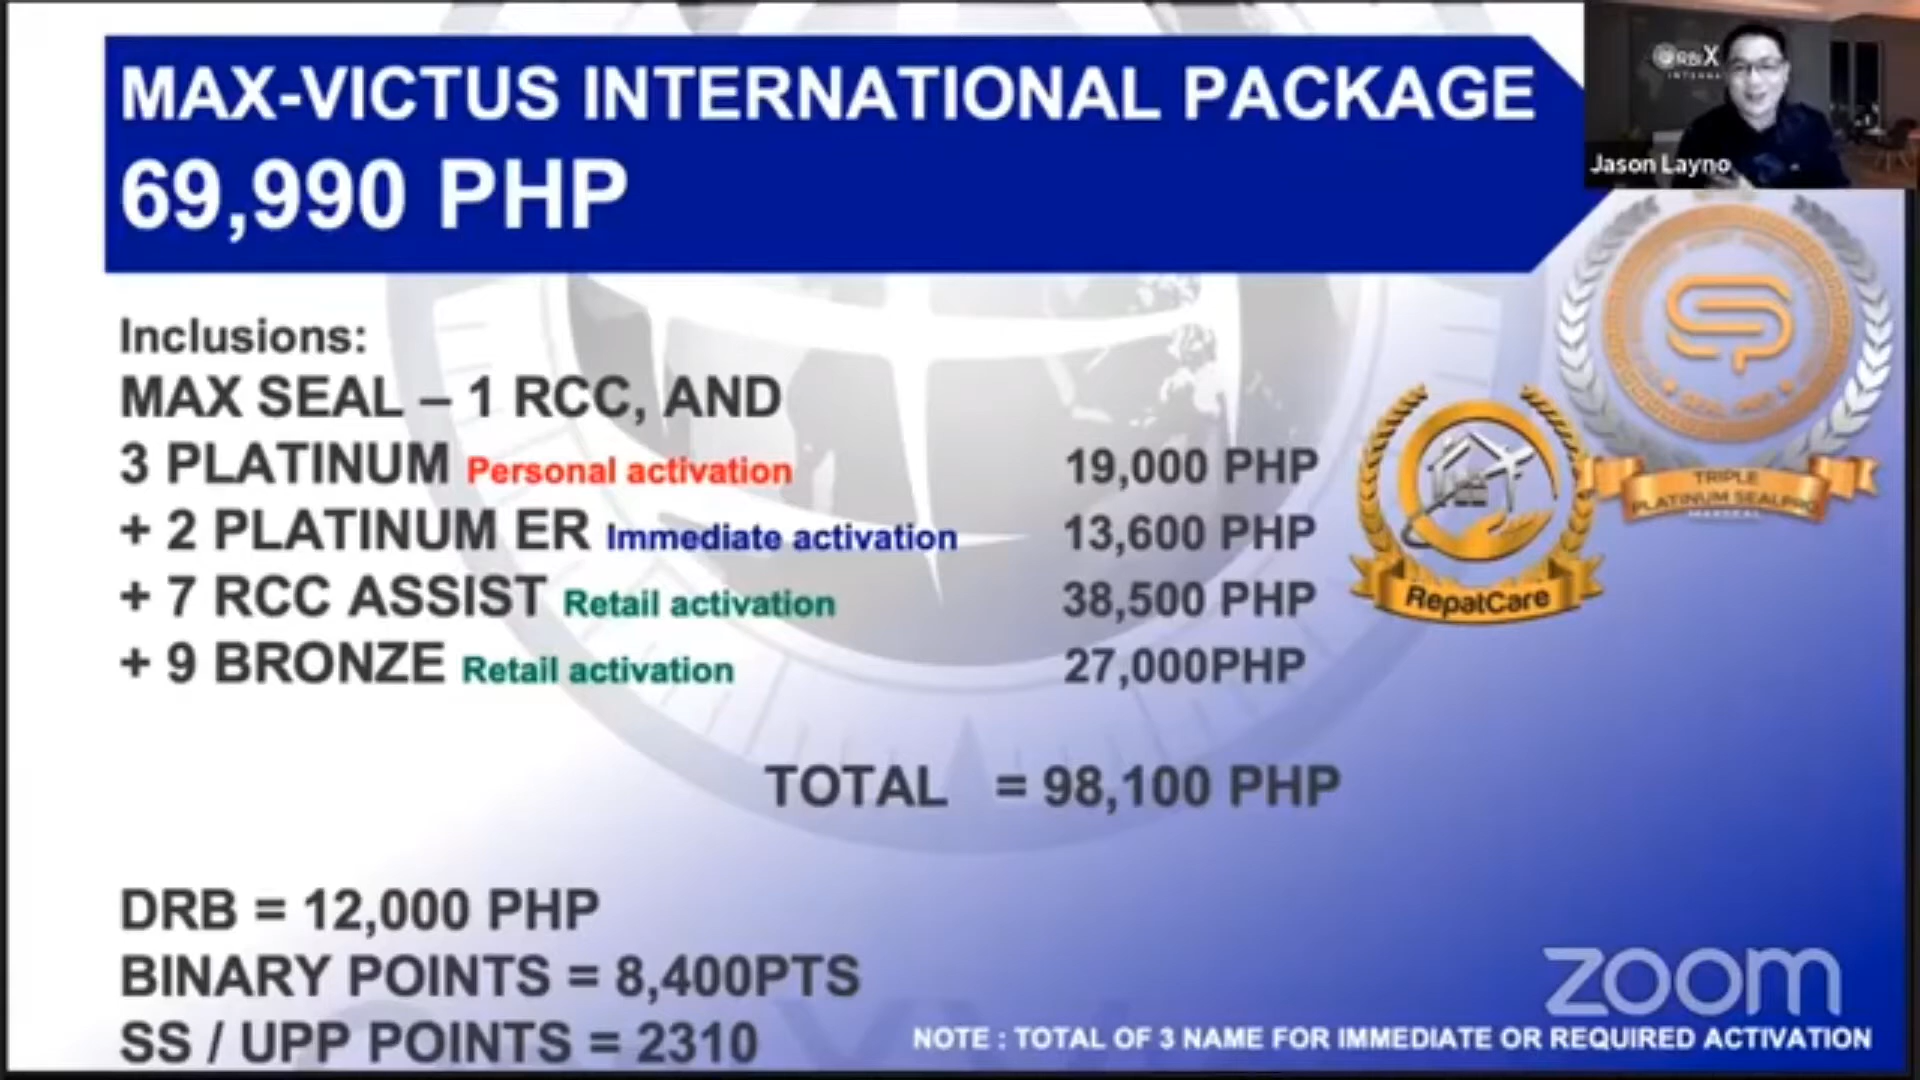 MAX-VICTUS INTERNATIONAL PACKAGE
69,990 PHP
Jason Layno
Inclusions:
MAX SEAL – 1 RCC, AND
3 PLATINUM Personal activation 19,000 PHP
+ 2 PLATINUM ER Immediate activation 13,600 PHP
+ 7 RCC ASSIST Retail activation 38,500 PHP
+ 9 BRONZE Retail activation 27,000PHP
TRIPLE
PLATINUM SEALPRO
RepatCare
TOTAL = 98,100 PHP
DRB = 12,000 PHP
BINARY POINTS = 8,400PTS
SS / UPP POINTS = 2310
zoom
NOTE : TOTAL OF 3 NAME FOR IMMEDIATE OR REQUIRED ACTIVATION